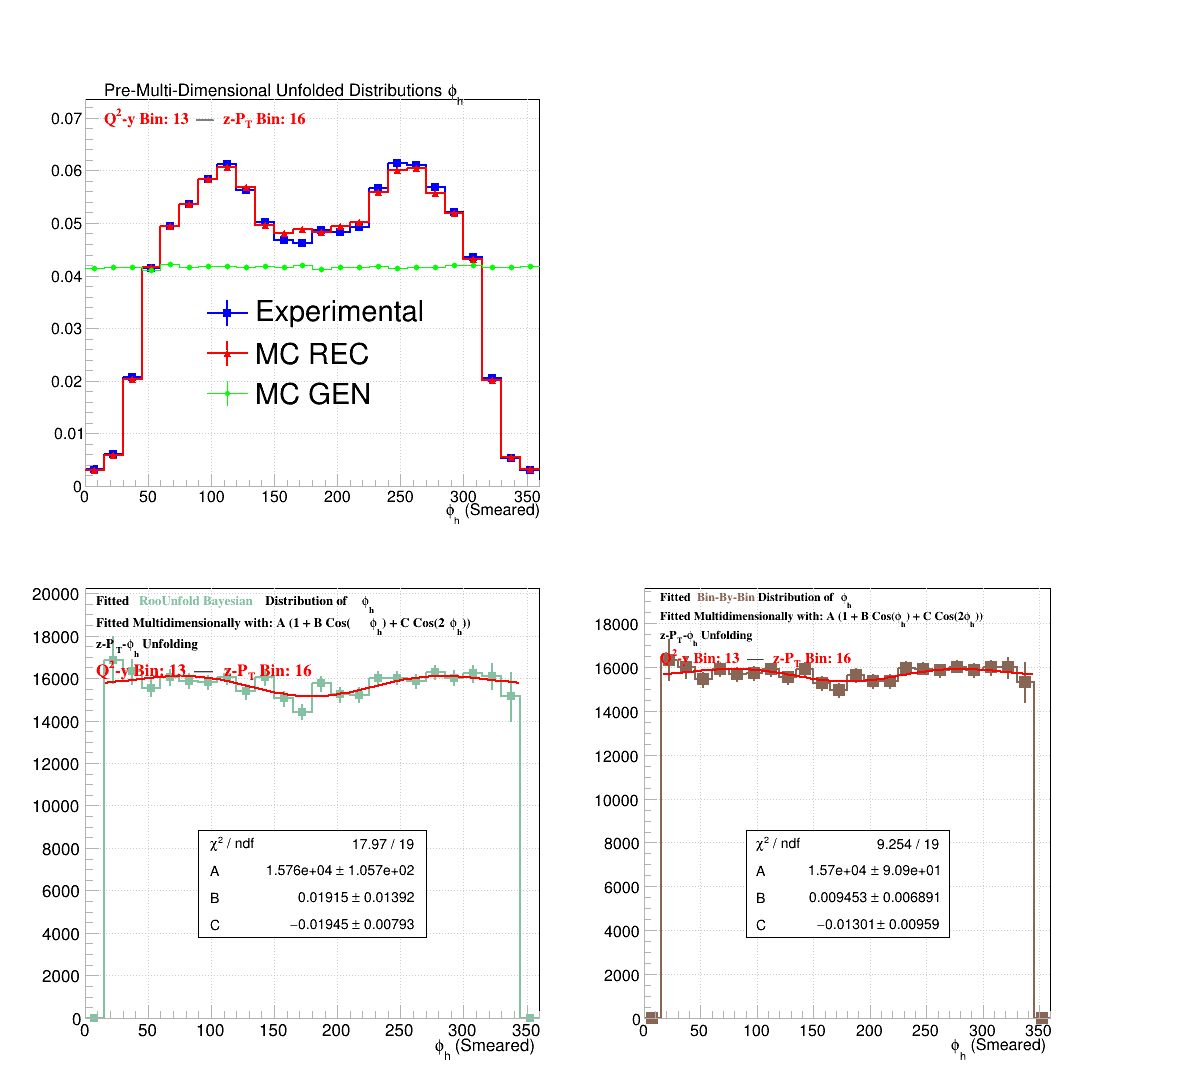 Pre-Multi-Dimensional Unfolded Distributions ϕh
Q2-y Bin: 13 — z-PT Bin: 16
0.07
0.06
0.05
0.04
0.03
0.02
0.01
0
Experimental
MC REC
MC GEN
0 50 100 150 200 250 300 350
ϕh (Smeared)
Fitted RooUnfold Bayesian Distribution of ϕh
Fitted Multidimensionally with: A (1 + B Cos( ϕh) + C Cos(2 ϕh))
z-PT-ϕh Unfolding
Q2-y Bin: 13 — z-PT Bin: 16
20000
18000
16000
14000
12000
10000
8000
6000
4000
2000
0
χ2 / ndf 17.97 / 19
A 1.576e+04 ± 1.057e+02
B 0.01915 ± 0.01392
C −0.01945 ± 0.00793
0 50 100 150 200 250 300 350
ϕh (Smeared)
Fitted Bin-By-Bin Distribution of ϕh
Fitted Multidimensionally with: A (1 + B Cos(ϕh) + C Cos(2ϕh))
z-PT-ϕh Unfolding
Q2-y Bin: 13 — z-PT Bin: 16
18000
16000
14000
12000
10000
8000
6000
4000
2000
0
χ2 / ndf 9.254 / 19
A 1.57e+04 ± 9.09e+01
B 0.009453 ± 0.006891
C −0.01301 ± 0.00959
0 50 100 150 200 250 300 350
ϕh (Smeared)